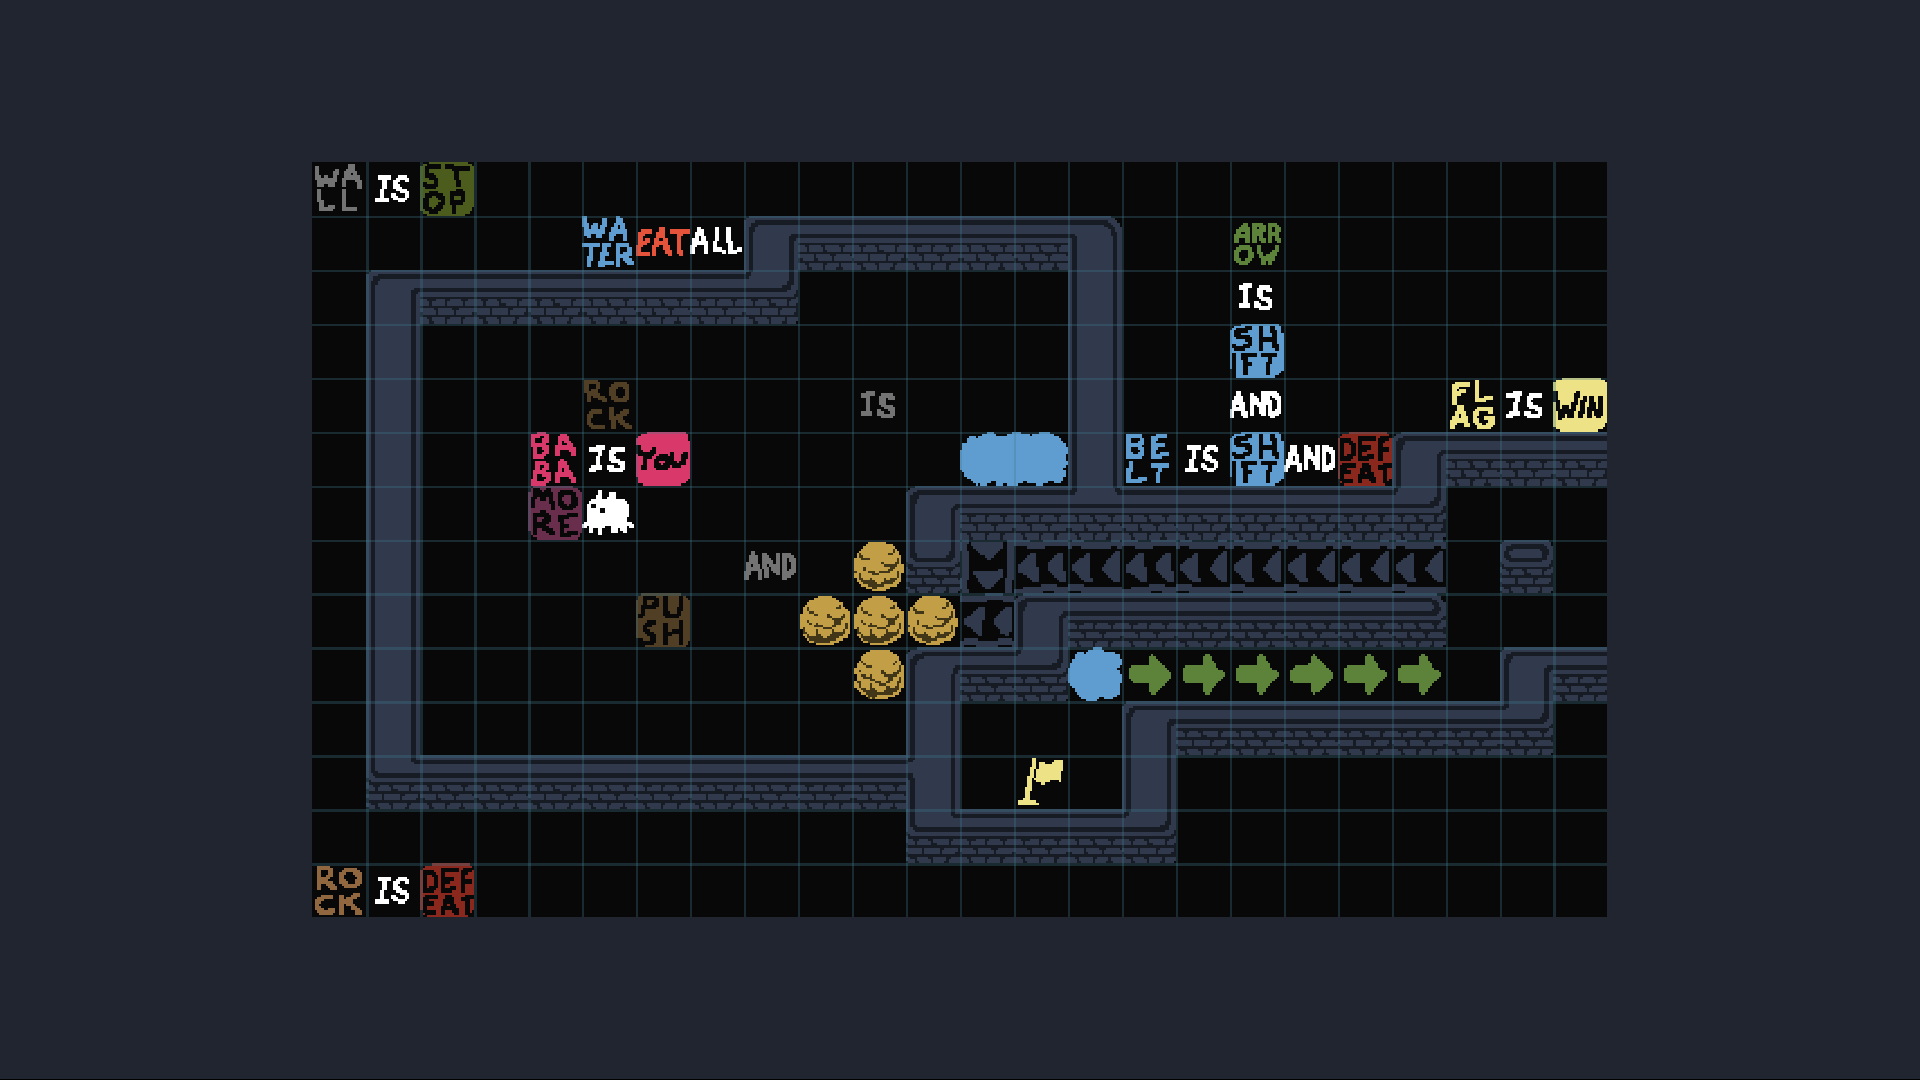 WALL IS STOP
WATER EAT ALL
ARROW
IS
SHIFT
ROCK IS AND FLAG IS WIN
BABA IS YOU BELT IS SHIFT AND DEFEAT
MORE
AND
PUSH
ROCK IS DEFEAT